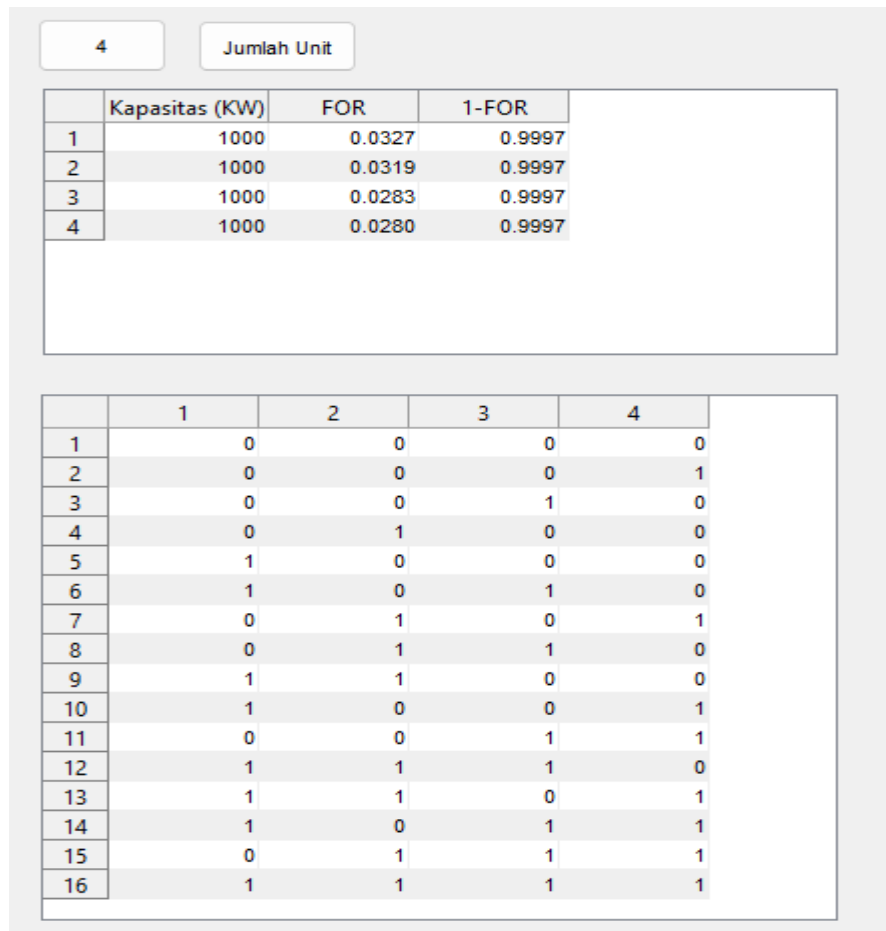 4 Jumlah Unit
Kapasitas (KW) FOR 1-FOR
1 1000 0.0327 0.9997
2 1000 0.0319 0.9997
3 1000 0.0283 0.9997
4 1000 0.0280 0.9997
1 2 3 4
1 0 0 0 0
2 0 0 0 1
3 0 0 1 0
4 0 1 0 0
5 1 0 0 0
6 1 0 1 0
7 0 1 0 1
8 0 1 1 0
9 1 1 0 0
10 1 0 0 1
11 0 0 1 1
12 1 1 1 0
13 1 1 0 1
14 1 0 1 1
15 0 1 1 1
16 1 1 1 1